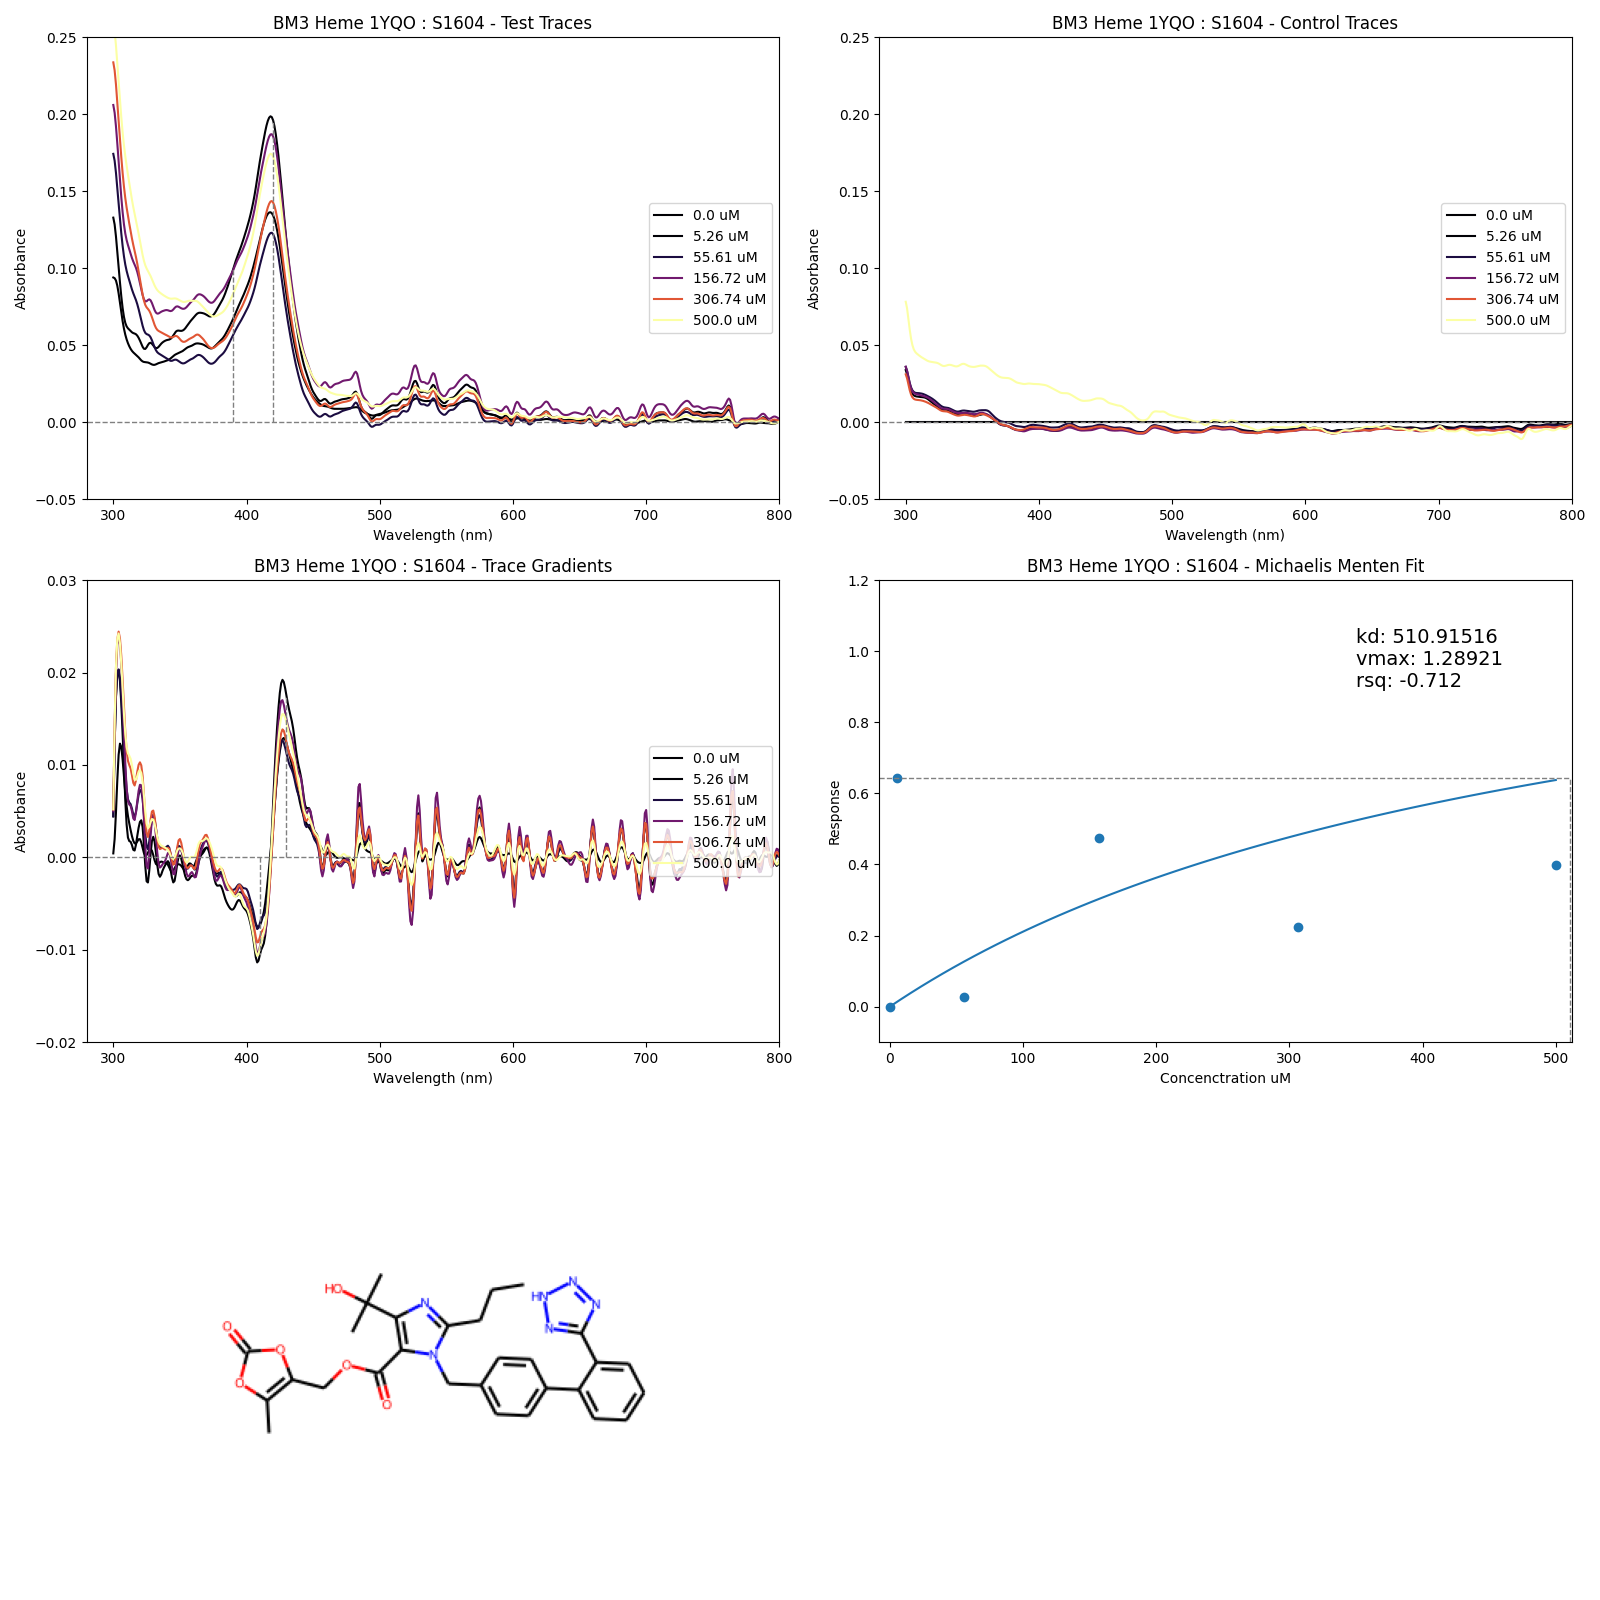 BM3 Heme 1YQO : S1604 - Test Traces
0.25
0.20
0.15
0.10
0.05
0.00
−0.05
Absorbance
300 400 500 600 700 800
Wavelength (nm)
0.0 uM
5.26 uM
55.61 uM
156.72 uM
306.74 uM
500.0 uM
BM3 Heme 1YQO : S1604 - Control Traces
0.25
0.20
0.15
0.10
0.05
0.00
−0.05
Absorbance
300 400 500 600 700 800
Wavelength (nm)
0.0 uM
5.26 uM
55.61 uM
156.72 uM
306.74 uM
500.0 uM
BM3 Heme 1YQO : S1604 - Trace Gradients
0.03
0.02
0.01
0.00
−0.01
−0.02
Absorbance
300 400 500 600 700 800
Wavelength (nm)
0.0 uM
5.26 uM
55.61 uM
156.72 uM
306.74 uM
500.0 uM
BM3 Heme 1YQO : S1604 - Michaelis Menten Fit
1.2
1.0
0.8
0.6
0.4
0.2
0.0
Response
0 100 200 300 400 500
Concenctration uM
kd: 510.91516
vmax: 1.28921
rsq: -0.712
HO
N
N
HN
N
N
N
O
O
O
O
O